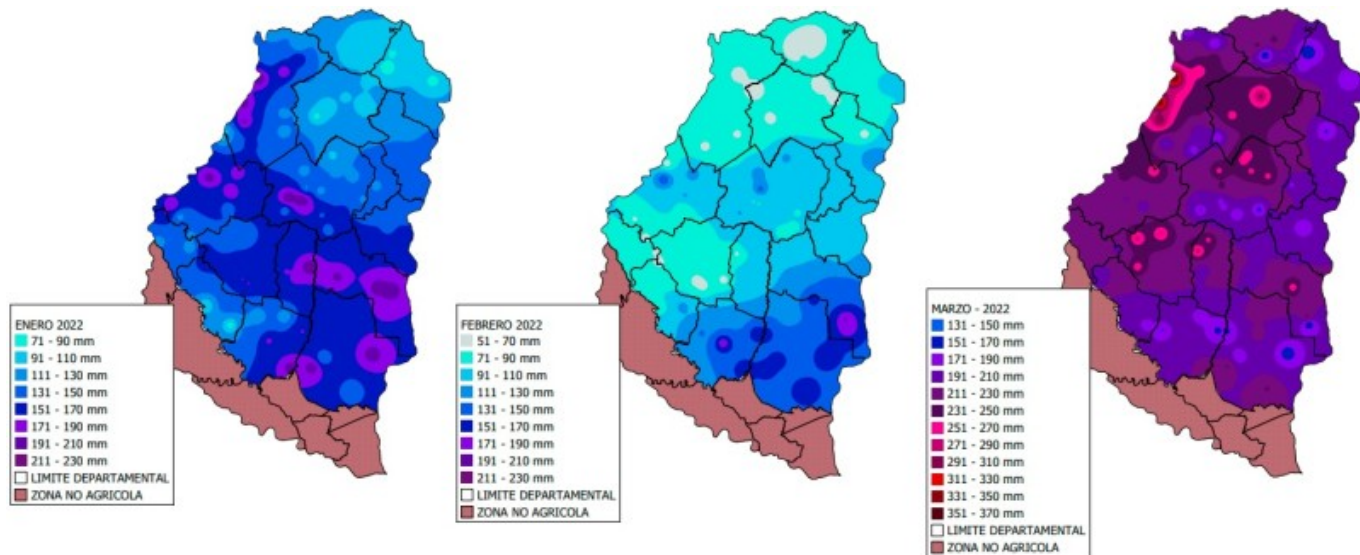 ENERO 2022
71 - 90 mm
91 - 110 mm
111 - 130 mm
131 - 150 mm
151 - 170 mm
171 - 190 mm
191 - 210 mm
211 - 230 mm
LIMITE DEPARTAMENTAL
ZONA NO AGRICOLA
FEBRERO 2022
51 - 70 mm
71 - 90 mm
91 - 110 mm
111 - 130 mm
131 - 150 mm
151 - 170 mm
171 - 190 mm
191 - 210 mm
211 - 230 mm
LIMITE DEPARTAMENTAL
ZONA NO AGRICOLA
MARZO - 2022
131 - 150 mm
151 - 170 mm
171 - 190 mm
191 - 210 mm
211 - 230 mm
231 - 250 mm
251 - 270 mm
271 - 290 mm
291 - 310 mm
311 - 330 mm
331 - 350 mm
351 - 370 mm
LIMITE DEPARTAMENTAL
ZONA NO AGRICOLA